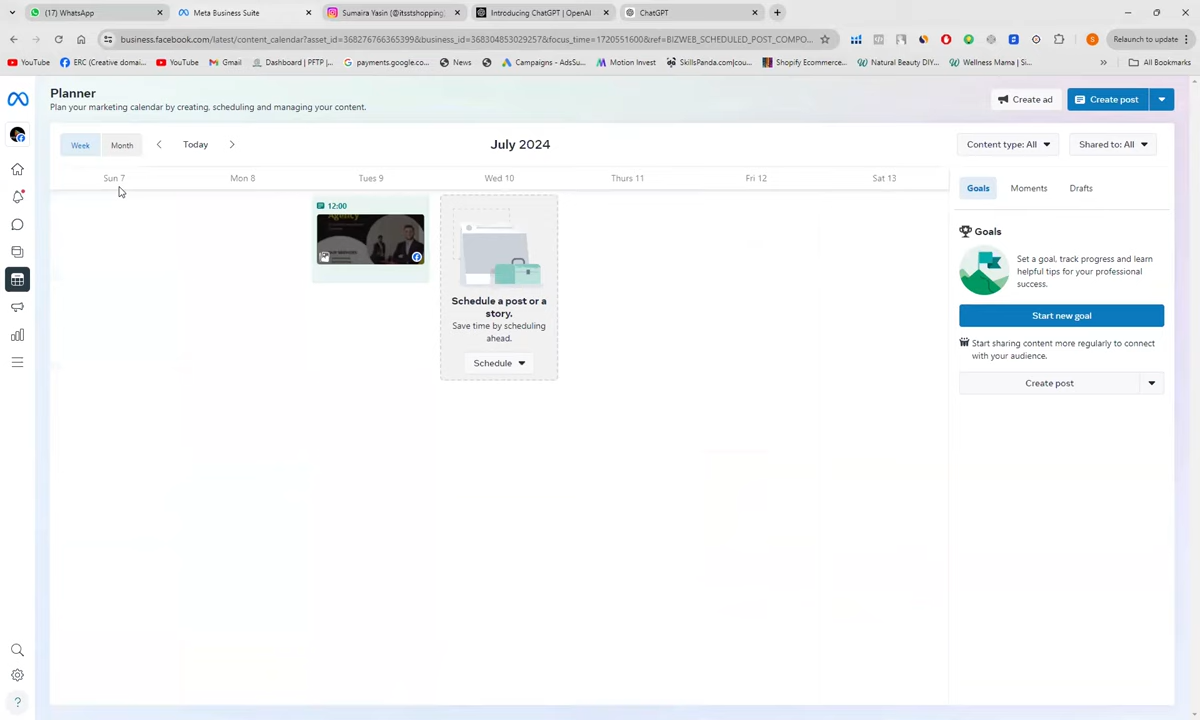 (17) WhatsApp
Meta Business Suite
Sumaira Yasin (@itsstshopping
Introducing ChatGPT | OpenAI
ChatGPT
business.facebook.com/latest/content_calendar?asset_id=368276766365399&business_id=368304853029257&focus_time=1720551600&ref=BIZWEB_SCHEDULED_POST_COMPO...
S
Relaunch to update
YouTube
ERC (Creative domai...
YouTube
Gmail
Dashboard | PFTP |...
payments.google.co...
News
Campaigns - AdsSu...
Motion Invest
SkillsPanda.com|cou...
Shopify Ecommerce...
Natural Beauty DIY...
Wellness Mama | Si...
All Bookmarks
Planner
Plan your marketing calendar by creating, scheduling and managing your content.
Create ad
Create post
Week
Month
Today
July 2024
Content type: All
Shared to: All
Sun 7
Mon 8
Tues 9
Wed 10
Thurs 11
Fri 12
Sat 13
12:00
Agency
Schedule a post or a
story.
Save time by scheduling
ahead.
Schedule
Goals
Moments
Drafts
Goals
Set a goal, track progress and learn
helpful tips for your professional
success.
Start new goal
Start sharing content more regularly to connect
with your audience.
Create post
?